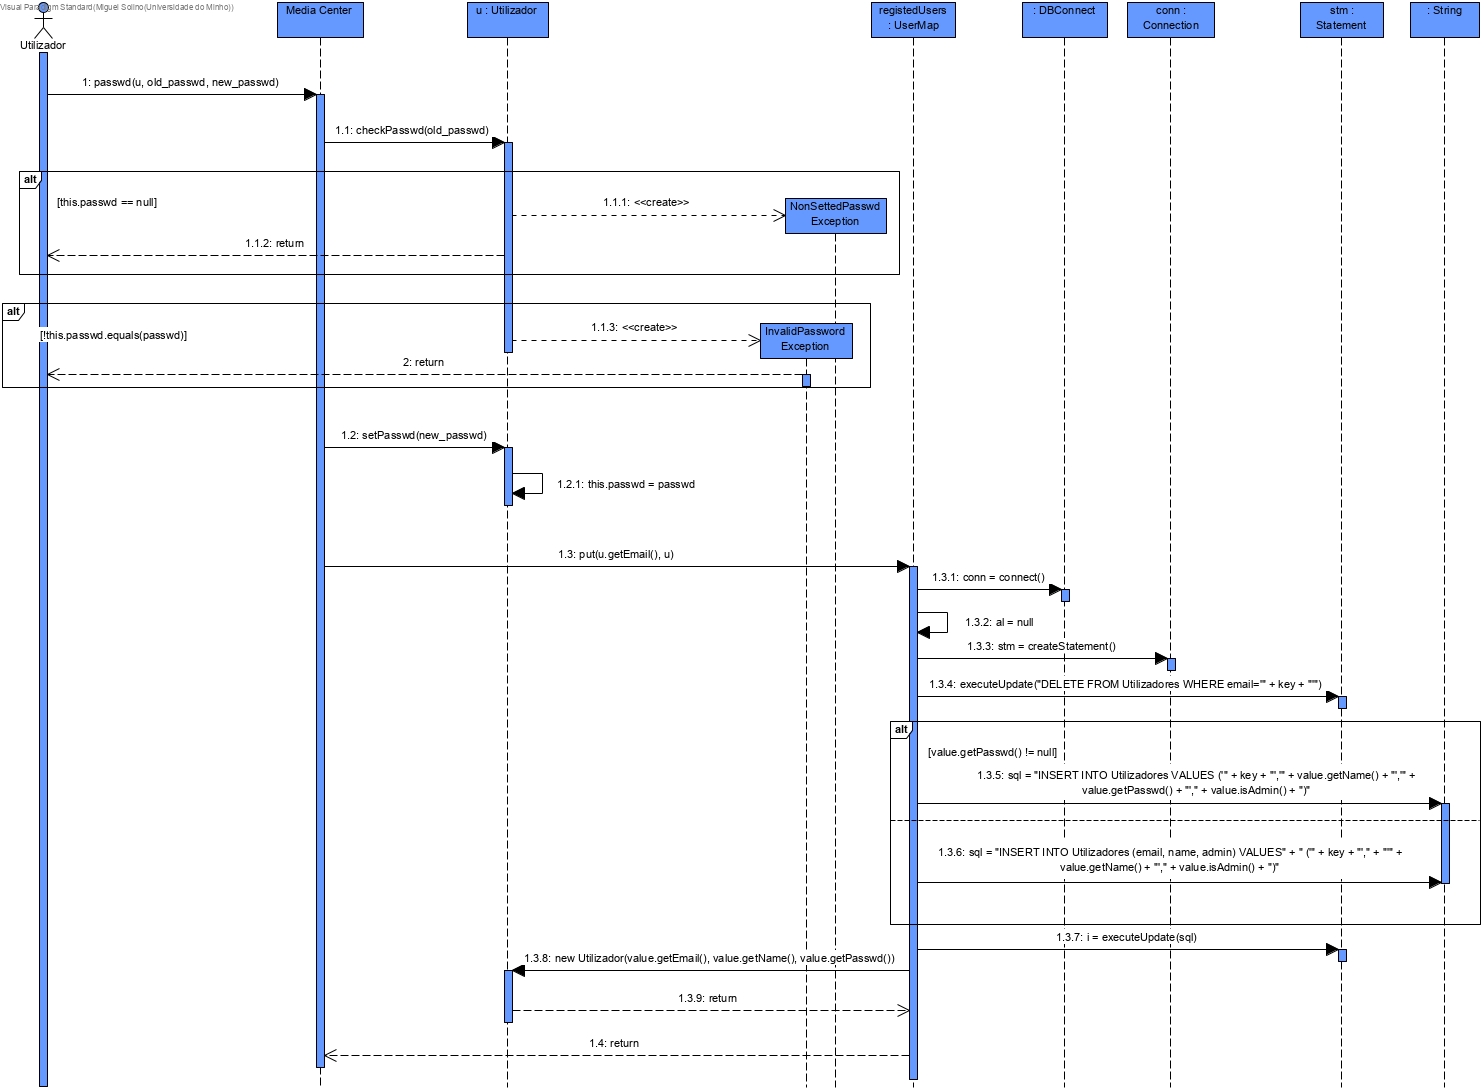 Visual Paradigm Standard(Miguel Solino(Universidade do Minho))
Utilizador
Media Center
u : Utilizador
registedUsers
: UserMap
: DBConnect
conn :
Connection
stm :
Statement
: String
1: passwd(u, old_passwd, new_passwd)
1.1: checkPasswd(old_passwd)
alt
[this.passwd == null]
1.1.1: <<create>>
NonSettedPasswd
Exception
1.1.2: return
alt
[!this.passwd.equals(passwd)]
1.1.3: <<create>>
InvalidPassword
Exception
2: return
1.2: setPasswd(new_passwd)
1.2.1: this.passwd = passwd
1.3: put(u.getEmail(), u)
1.3.1: conn = connect()
1.3.2: al = null
1.3.3: stm = createStatement()
1.3.4: executeUpdate("DELETE FROM Utilizadores WHERE email='" + key + "'")
alt
[value.getPasswd() != null]
1.3.5: sql = "INSERT INTO Utilizadores VALUES ('" + key + "','" + value.getName() + "','" +
value.getPasswd() + "'," + value.isAdmin() + ")"
1.3.6: sql = "INSERT INTO Utilizadores (email, name, admin) VALUES" + " ('" + key + "'," + "'" +
value.getName() + "'," + value.isAdmin() + ")"
1.3.7: i = executeUpdate(sql)
1.3.8: new Utilizador(value.getEmail(), value.getName(), value.getPasswd())
1.3.9: return
1.4: return